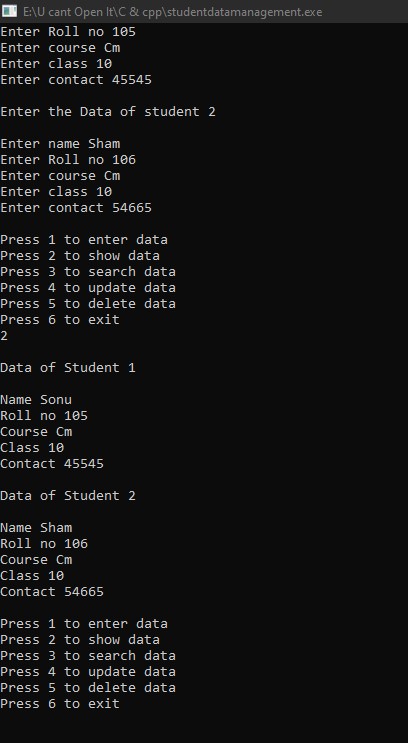 E:\U cant Open It\C & cpp\studentdatamanagement.exe
Enter Roll no 105
Enter course Cm
Enter class 10
Enter contact 45545
Enter the Data of student 2
Enter name Sham
Enter Roll no 106
Enter course Cm
Enter class 10
Enter contact 54665
Press 1 to enter data
Press 2 to show data
Press 3 to search data
Press 4 to update data
Press 5 to delete data
Press 6 to exit
2
Data of Student 1
Name Sonu
Roll no 105
Course Cm
Class 10
Contact 45545
Data of Student 2
Name Sham
Roll no 106
Course Cm
Class 10
Contact 54665
Press 1 to enter data
Press 2 to show data
Press 3 to search data
Press 4 to update data
Press 5 to delete data
Press 6 to exit